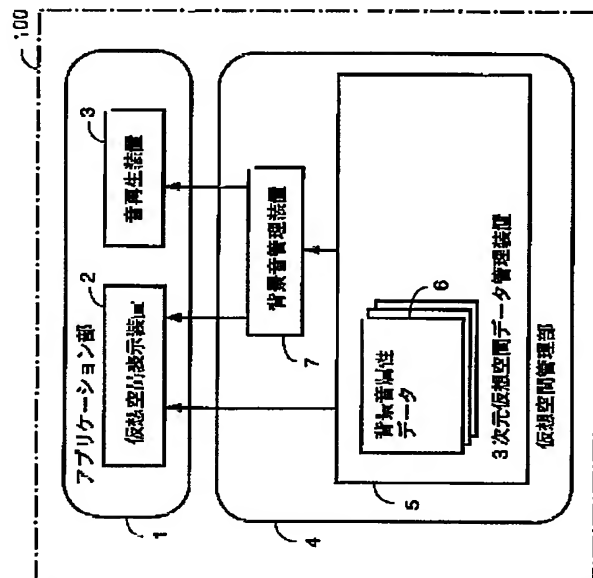 100
アプリケーション部
1
仮想空間表示装置
2
音再生装置
3
背景音管理装置
7
背景音属性
データ
6
3次元仮想空間データ管理装置
5
仮想空間管理部
4